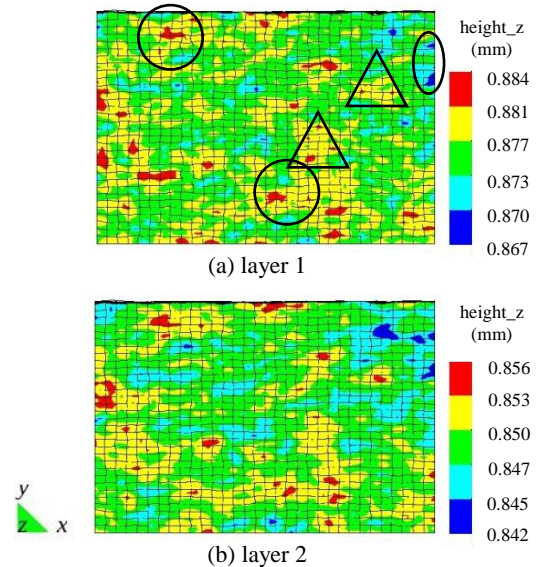 height_z
(mm)
0.884
0.881
0.877
0.873
0.870
0.867
(a) layer 1
height_z
(mm)
0.856
0.853
0.850
0.847
0.845
0.842
y
z x
(b) layer 2